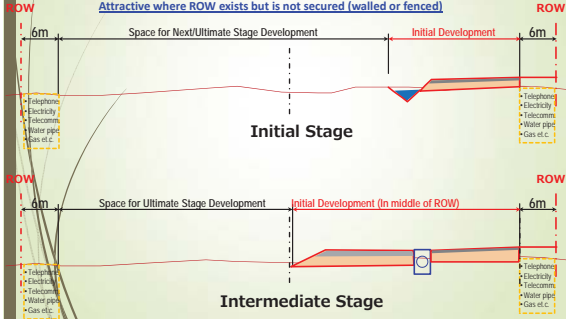 Attractive where ROW exists but is not secured (walled or fenced)
ROW
ROW
6m
Space for Next/Ultimate Stage Development
Initial Development
6m
• Telephone
• Electricity
• Telecomm.
• Water pipe
• Gas et.c.
• Telephone
• Electricity
• Telecomm.
• Water pipe
• Gas et.c.
Initial Stage
ROW
ROW
6m
Space for Ultimate Stage Development
Initial Development (In middle of ROW)
6m
• Telephone
• Electricity
• Telecomm.
• Water pipe
• Gas et.c.
• Telephone
• Electricity
• Telecomm.
• Water pipe
• Gas et.c.
Intermediate Stage